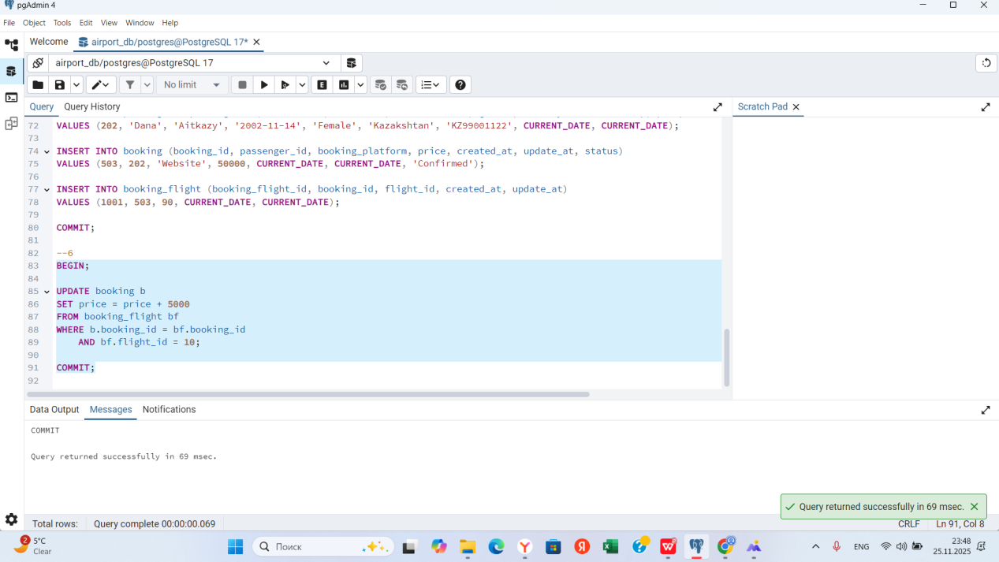 pgAdmin 4
File Object Tools Edit View Window Help
Welcome airport_db/postgres@PostgreSQL 17*
airport_db/postgres@PostgreSQL 17
No limit
E
Query Query History
Scratch Pad
72 VALUES (202, 'Dana', 'Aitkazy', '2002-11-14', 'Female', 'Kazakshtan', 'KZ99001122', CURRENT_DATE, CURRENT_DATE);
73
74 INSERT INTO booking (booking_id, passenger_id, booking_platform, price, created_at, update_at, status)
75 VALUES (503, 202, 'Website', 50000, CURRENT_DATE, CURRENT_DATE, 'Confirmed');
76
77 INSERT INTO booking_flight (booking_flight_id, booking_id, flight_id, created_at, update_at)
78 VALUES (1001, 503, 90, CURRENT_DATE, CURRENT_DATE);
79
80 COMMIT;
81
82 --6
83 BEGIN;
84
85 UPDATE booking b
86 SET price = price + 5000
87 FROM booking_flight bf
88 WHERE b.booking_id = bf.booking_id
89 AND bf.flight_id = 10;
90
91 COMMIT;
92
Data Output Messages Notifications
COMMIT
Query returned successfully in 69 msec.
Query returned successfully in 69 msec.
Total rows: Query complete 00:00:00.069
CRLF Ln 91, Col 8
2
5°C
Clear
Поиск
ENG
23:48
25.11.2025